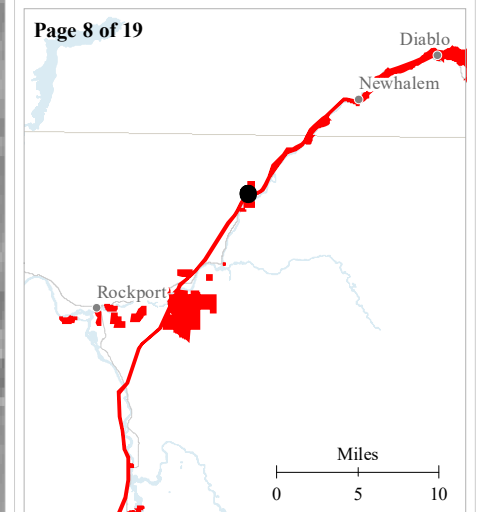 Page 8 of 19
Diablo
Newhalem
Rockport
Miles
0 5 10